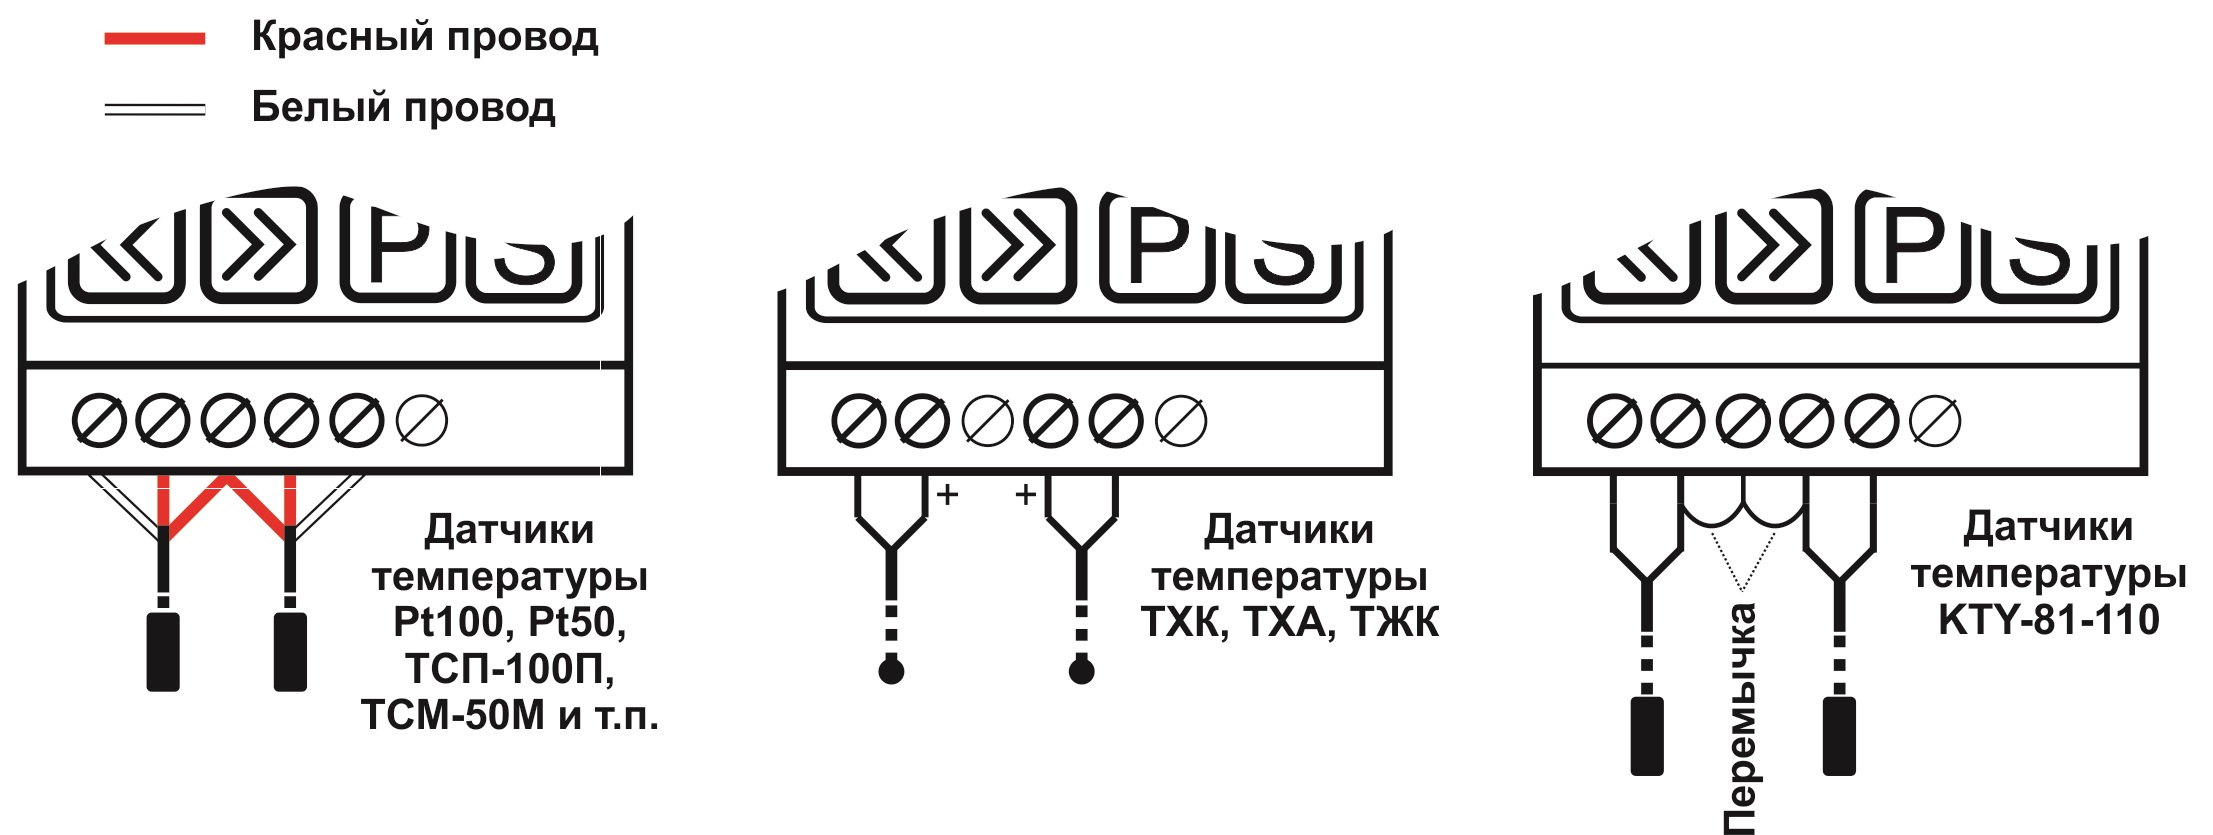 Красный провод
Белый провод
P S
P S
P S
+ +
Датчики
температуры
Pt100, Pt50,
ТСП-100П,
ТСМ-50М и т.п.
Датчики
температуры
ТХК, ТХА, ТЖК
Датчики
температуры
KTY-81-110
Перемычка